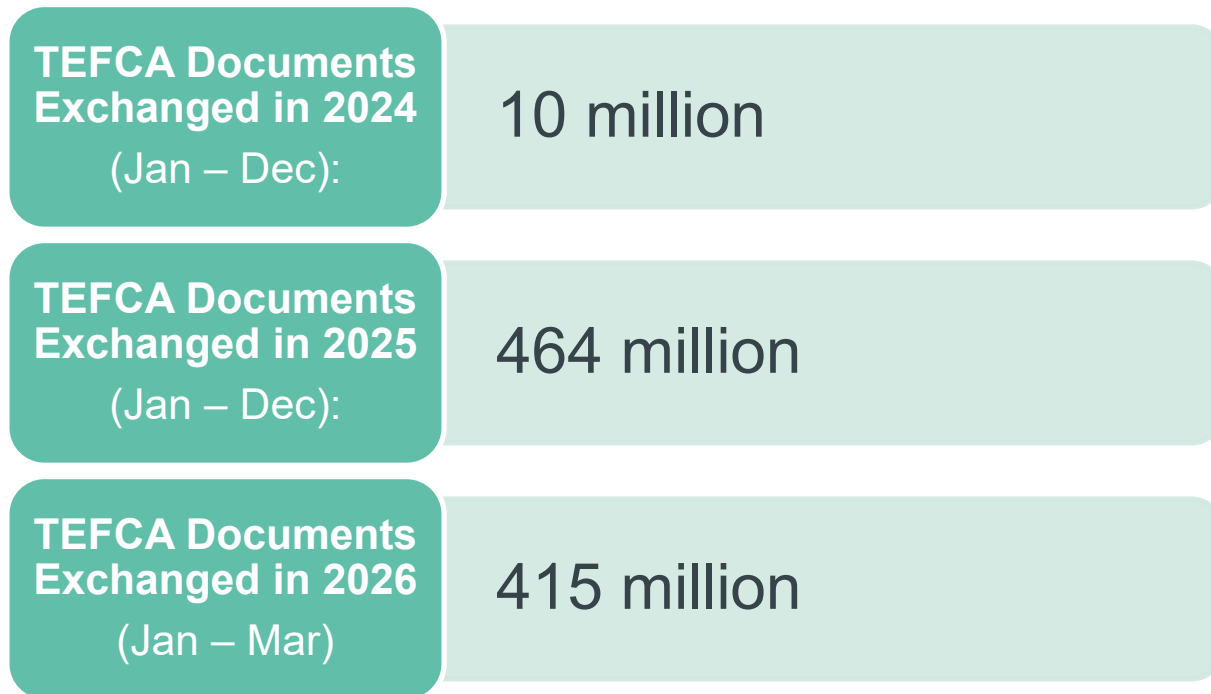 TEFCA Documents
Exchanged in 2024
(Jan – Dec):
10 million
TEFCA Documents
Exchanged in 2025
(Jan – Dec):
464 million
TEFCA Documents
Exchanged in 2026
(Jan – Mar)
415 million